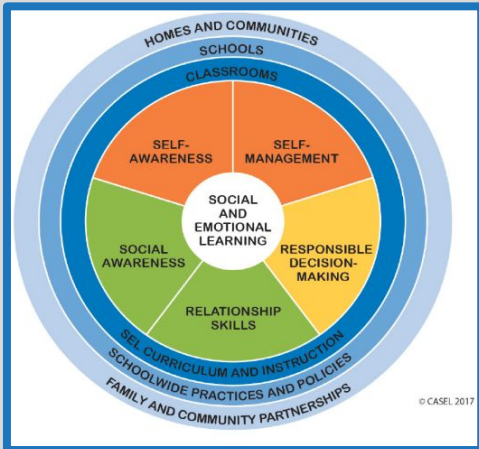 HOMES AND COMMUNITIES
SCHOOLS
CLASSROOMS
SELF-
AWARENESS
SELF-
MANAGEMENT
SOCIAL
AND
EMOTIONAL
LEARNING
SOCIAL
AWARENESS
RESPONSIBLE
DECISION-
MAKING
RELATIONSHIP
SKILLS
SEL CURRICULUM AND INSTRUCTION
SCHOOLWIDE PRACTICES AND POLICIES
FAMILY AND COMMUNITY PARTNERSHIPS
© CASEL 2017